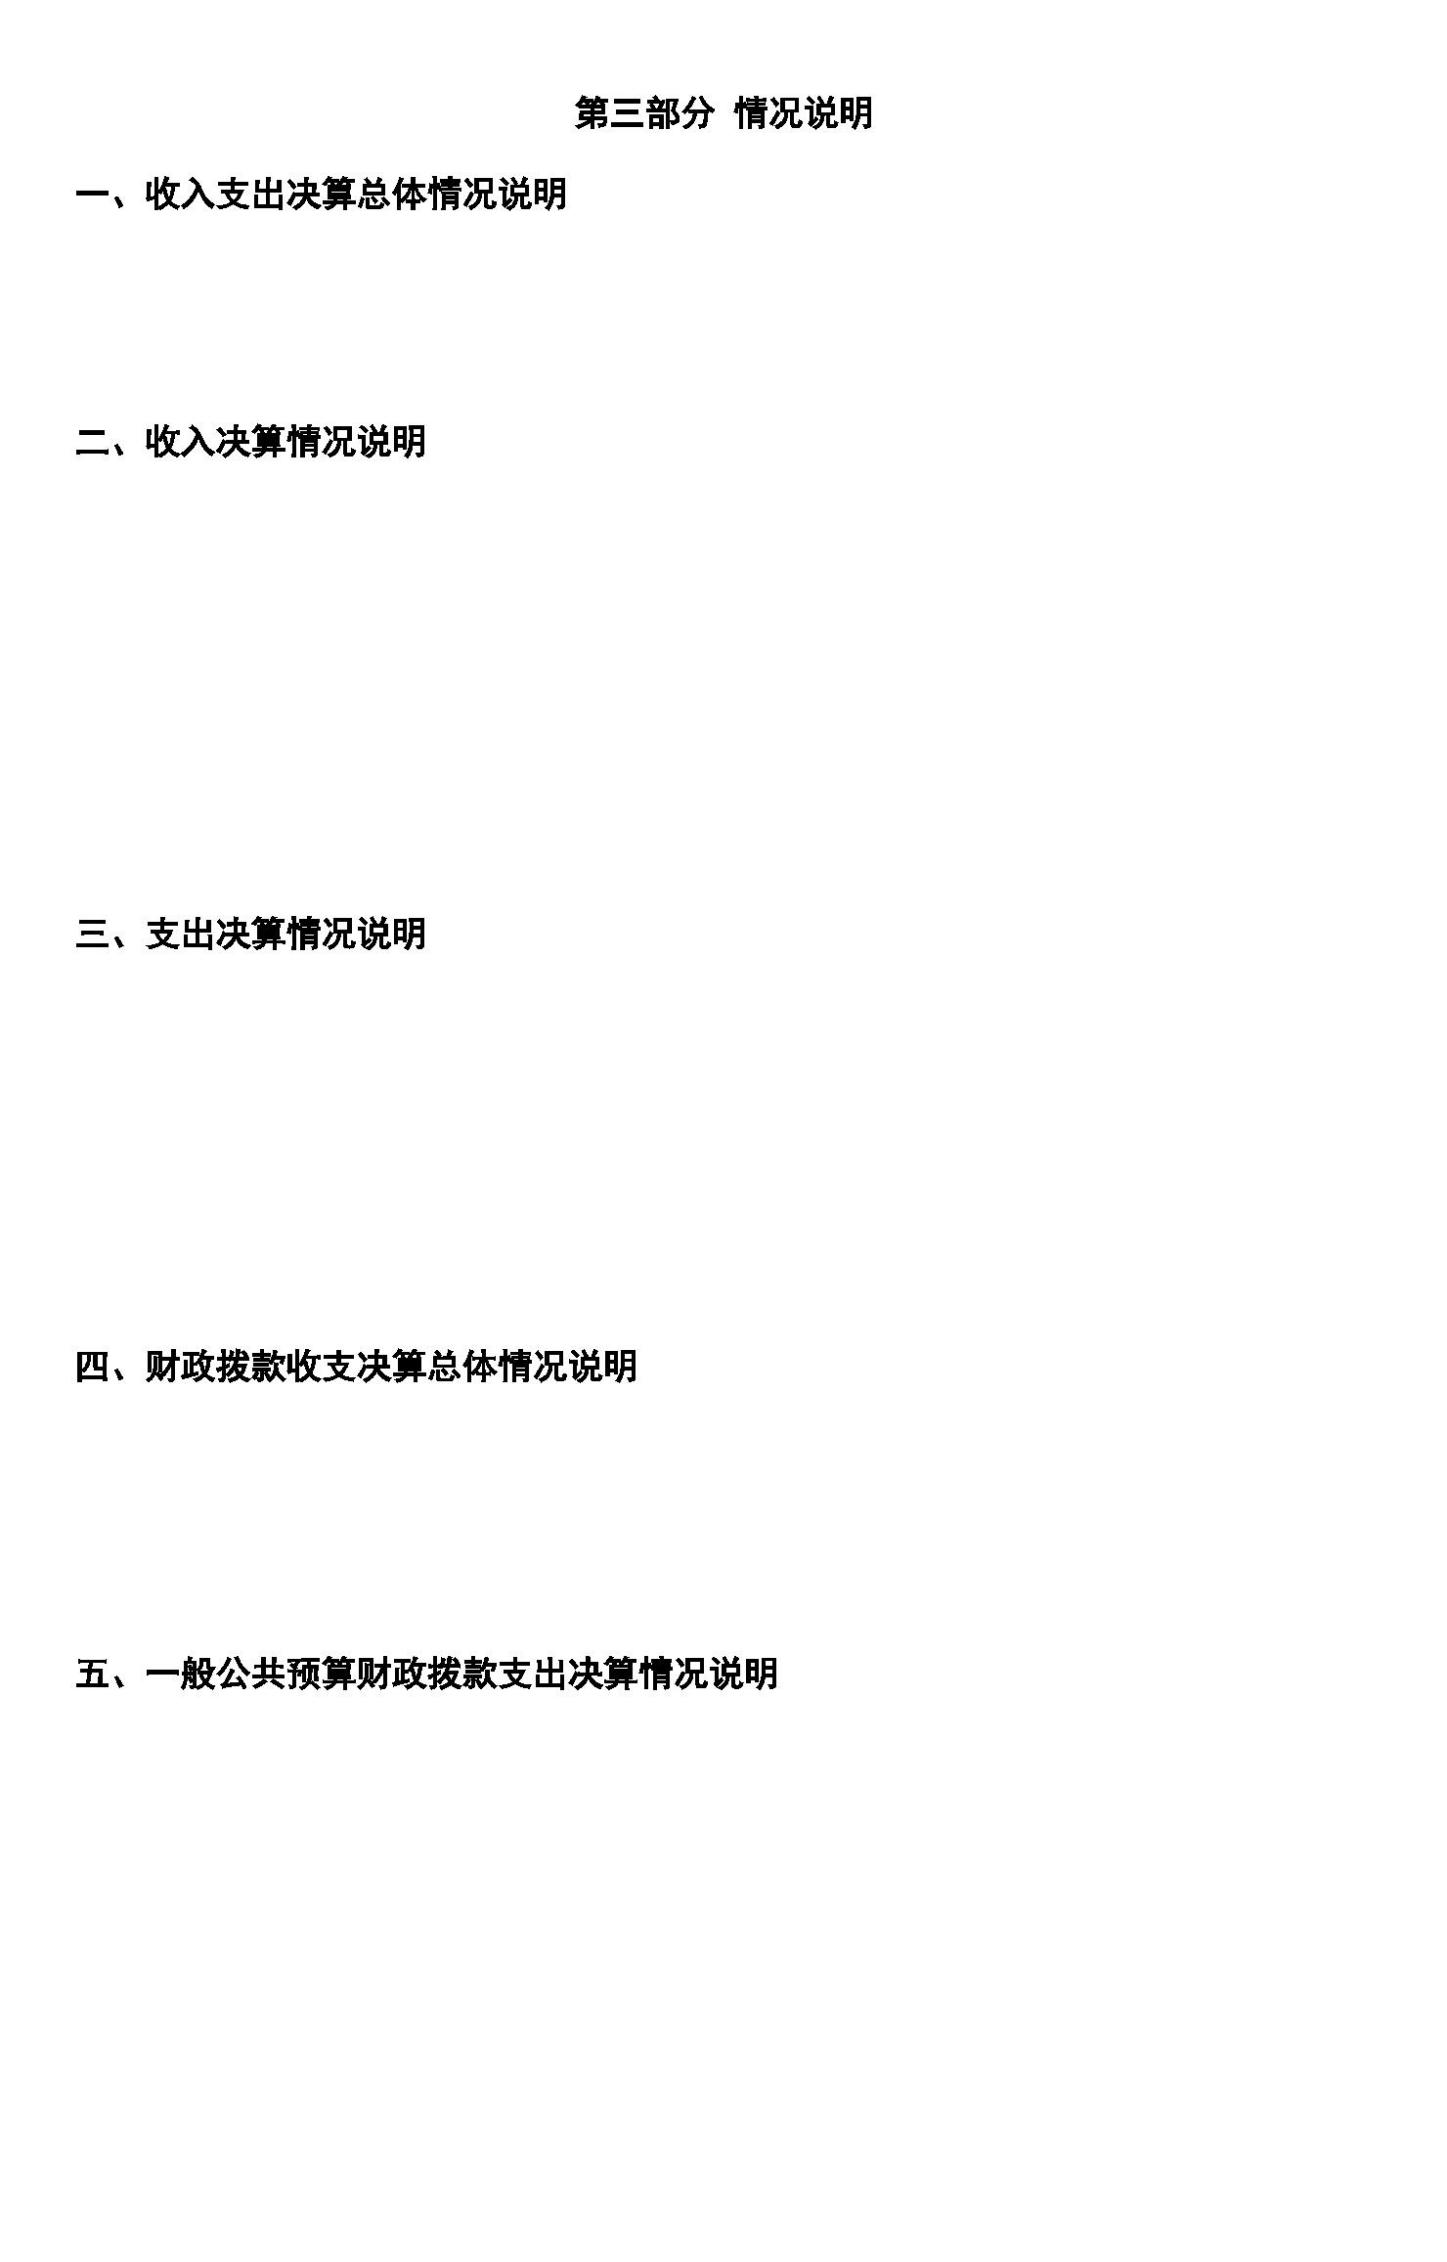 第三部分 情况说明
一、收入支出决算总体情况说明
二、收入决算情况说明
三、支出决算情况说明
四、财政拨款收支决算总体情况说明
五、一般公共预算财政拨款支出决算情况说明